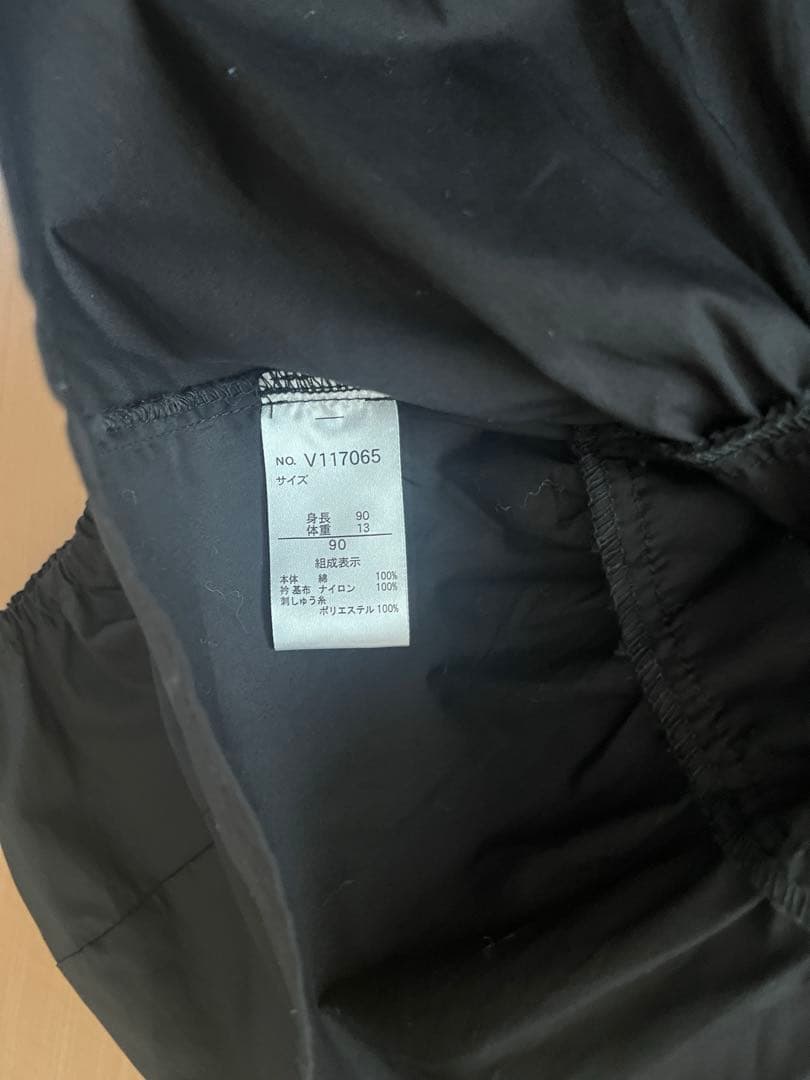 NO. V117065
サイズ
身長 90
体重 13
90
組成表示
本体 綿 100%
衿基布 ナイロン 100%
刺しゅう糸
ポリエステル 100%